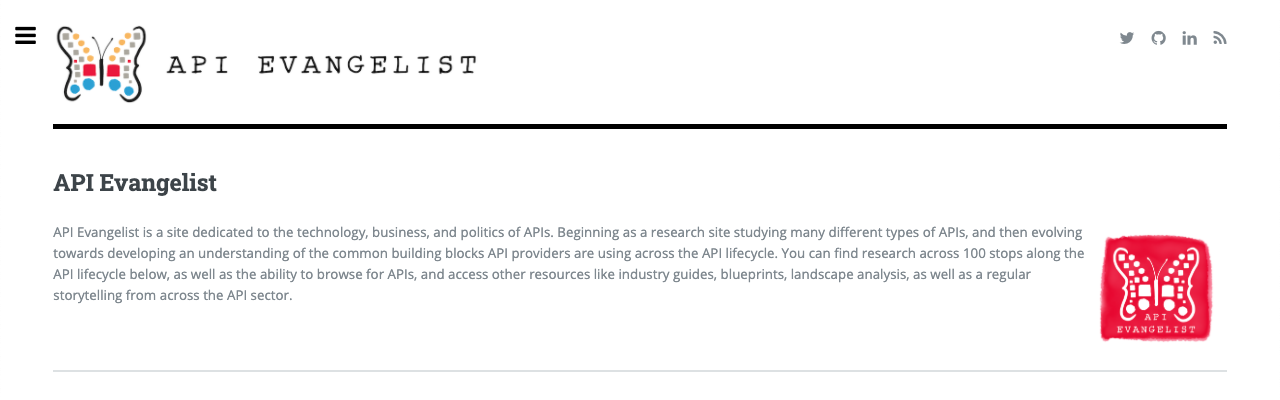 API EVANGELIST
API Evangelist
API Evangelist is a site dedicated to the technology, business, and politics of APIs. Beginning as a research site studying many different types of APIs, and then evolving
towards developing an understanding of the common building blocks API providers are using across the API lifecycle. You can find research across 100 stops along the
API lifecycle below, as well as the ability to browse for APIs, and access other resources like industry guides, blueprints, landscape analysis, as well as a regular
storytelling from across the API sector.
API
EVANGELIST